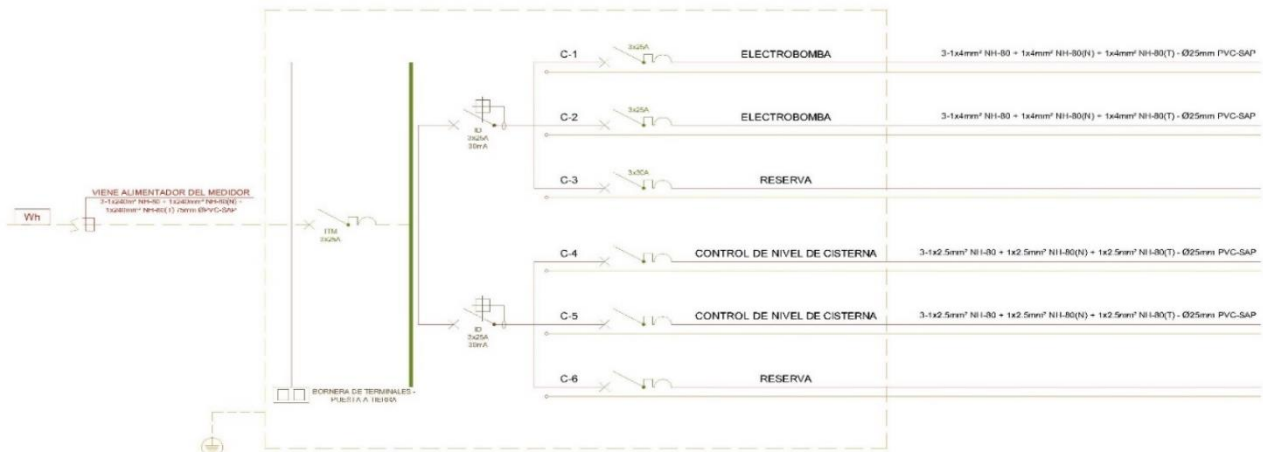 C-1
3x25A
ELECTROBOMBA
3-1x4mm² NH-80 + 1x4mm² NH-80(N) + 1x4mm² NH-80(T) - Ø25mm PVC-SAP
C-2
3x25A
ELECTROBOMBA
3-1x4mm² NH-80 + 1x4mm² NH-80(N) + 1x4mm² NH-80(T) - Ø25mm PVC-SAP
ID
3x25A
30mA
C-3
3x30A
RESERVA
VIENE ALIMENTADOR DEL MEDIDOR
Wh
ITM
3x25A
C-4
CONTROL DE NIVEL DE CISTERNA
3-1x2.5mm² NH-80 + 1x2.5mm² NH-80(N) + 1x2.5mm² NH-80(T) - Ø25mm PVC-SAP
C-5
CONTROL DE NIVEL DE CISTERNA
3-1x2.5mm² NH-80 + 1x2.5mm² NH-80(N) + 1x2.5mm² NH-80(T) - Ø25mm PVC-SAP
ID
3x25A
30mA
C-6
RESERVA
BORNERA DE TERMINALES -